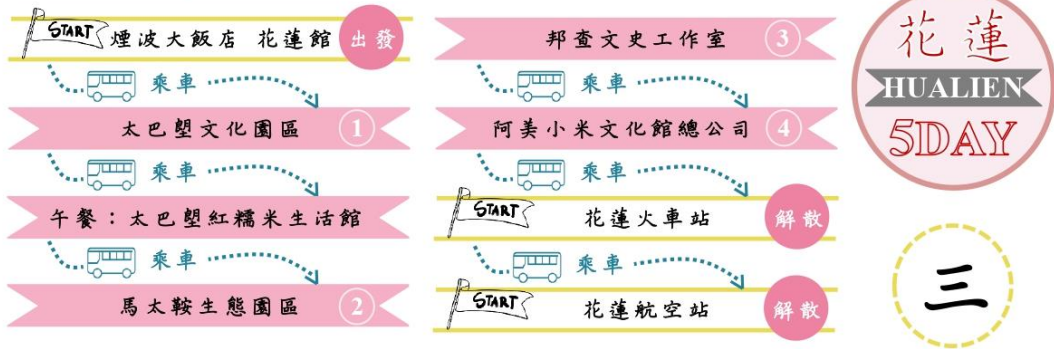 START 煙波大飯店 花蓮館 出發
乘車
太巴塱文化園區 1
乘車
午餐：太巴塱紅糯米生活館
乘車
馬太鞍生態園區 2
邦查文史工作室 3
乘車
阿美小米文化館總公司 4
乘車
START 花蓮火車站 解散
乘車
START 花蓮航空站 解散
花蓮
HUALIEN
5DAY
三